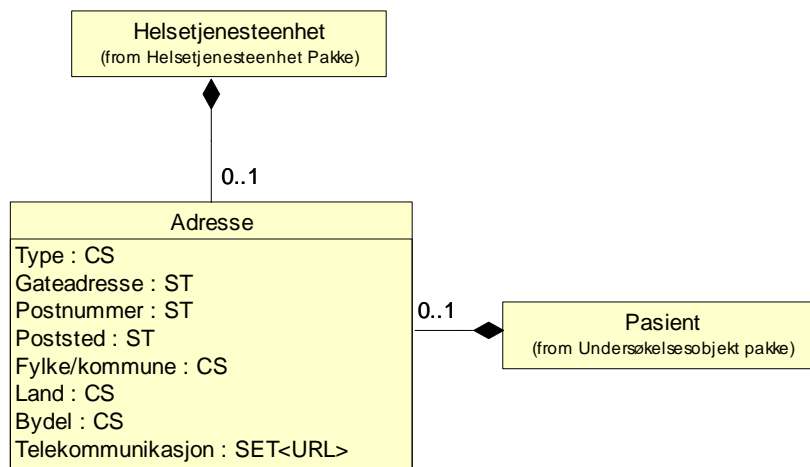 Helsetjenesteenhet
(from Helsetjenesteenhet Pakke)
0..1
Adresse
Type : CS
Gateadresse : ST
Postnummer : ST
Poststed : ST
Fylke/kommune : CS
Land : CS
Bydel : CS
Telekommunikasjon : SET<URL>
0..1
Pasient
(from Undersøkelsesobjekt pakke)